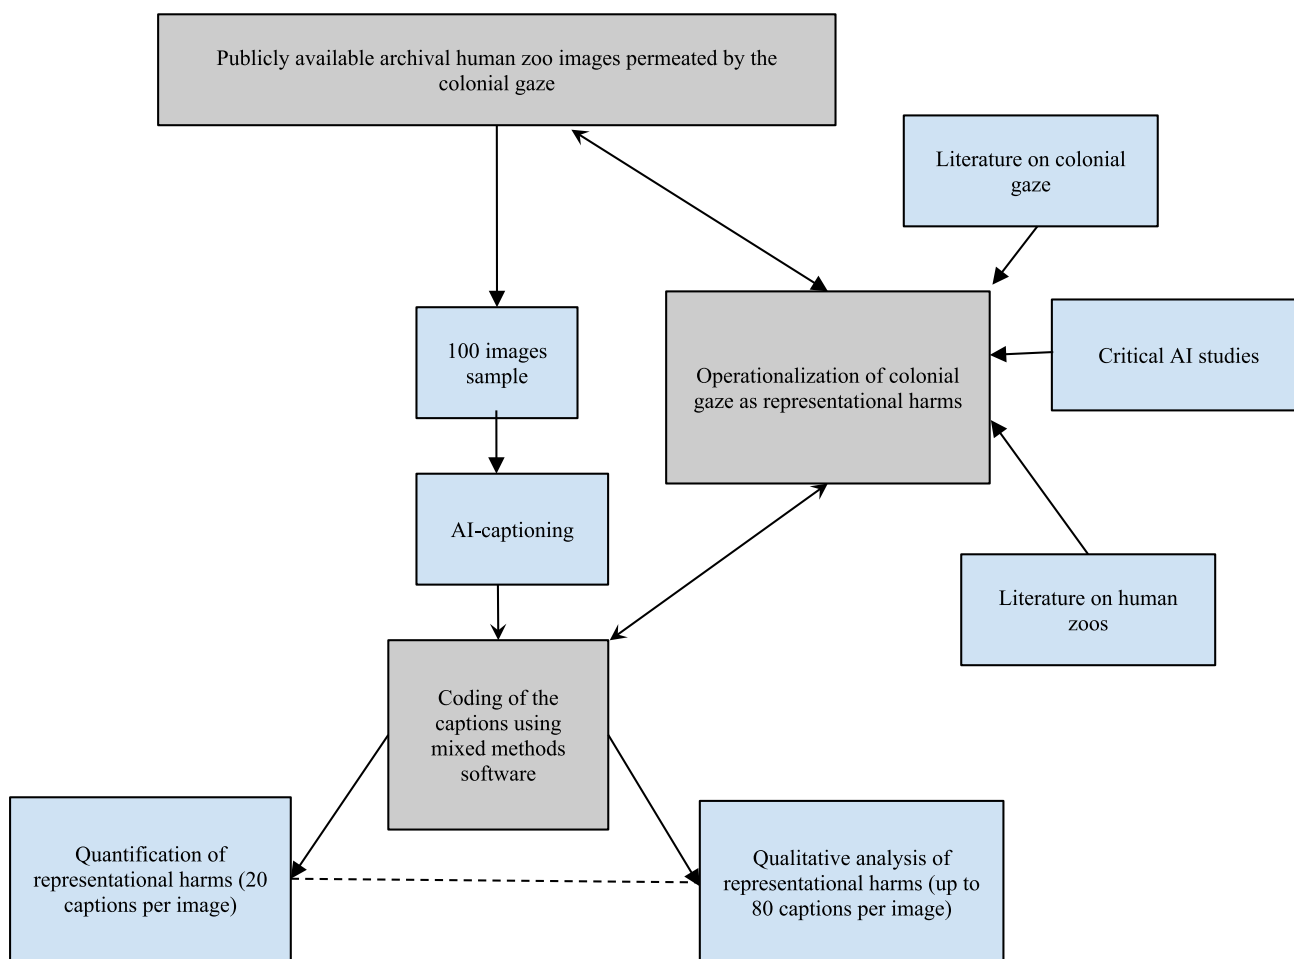 Publicly available archival human zoo images permeated by the
colonial gaze
Literature on colonial
gaze
100 images
sample
Operationalization of colonial
gaze as representational harms
Critical AI studies
AI-captioning
Literature on human
zoos
Coding of the
captions using
mixed methods
software
Quantification of
representational harms (20
captions per image)
Qualitative analysis of
representational harms (up to
80 captions per image)